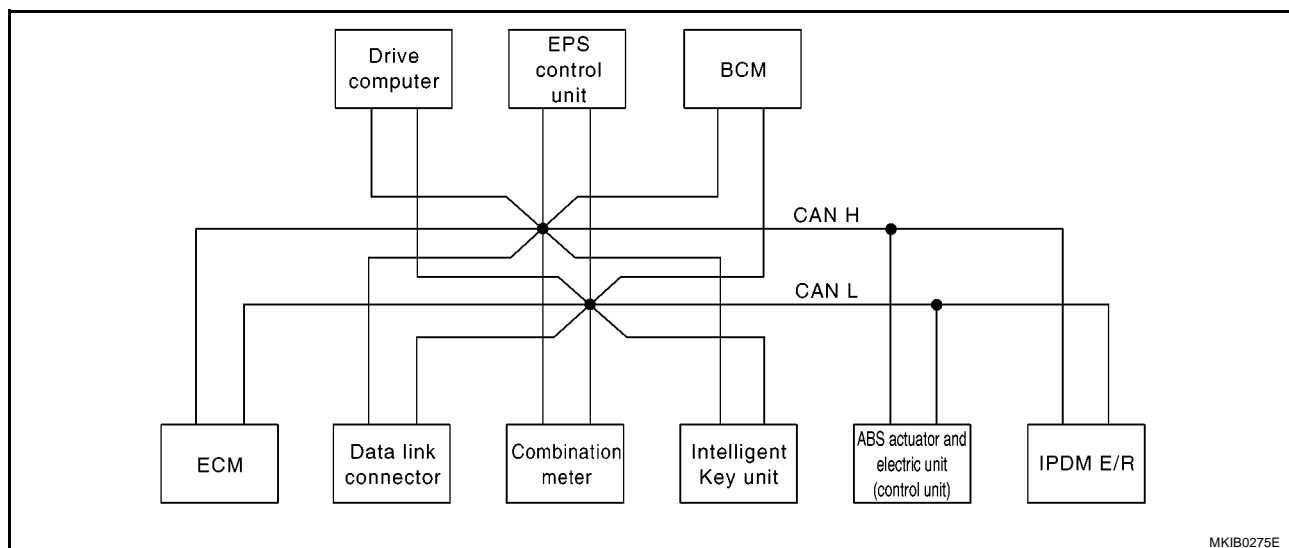 Drive
computer
EPS
control
unit
BCM
CAN H
CAN L
ECM
Data link
connector
Combination
meter
Intelligent
Key unit
ABS actuator and
electric unit
(control unit)
IPDM E/R
MKIB0275E